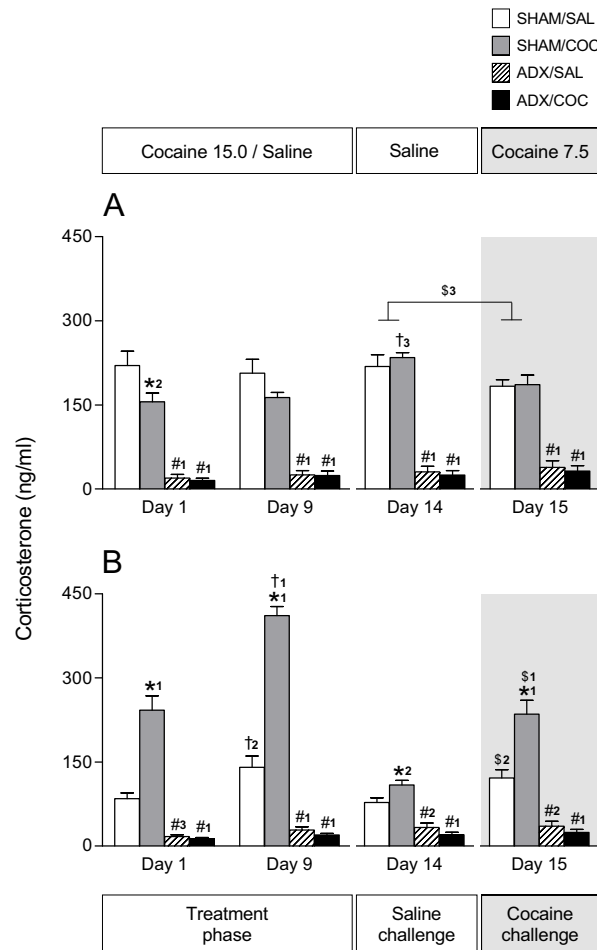 SHAM/SAL
SHAM/COC
ADX/SAL
ADX/COC
Cocaine 15.0 / Saline
Saline
Cocaine 7.5
A
450
300
150
0
$3
*2
†3
#1 #1
#1 #1
#1 #1
#1 #1
Day 1
Day 9
Day 14
Day 15
Corticosterone (ng/ml)
B
450
300
150
0
*1
#3 #1
†2
†1
*1
#1 #1
*2
#2 #1
$2
$1
*1
#2 #1
Day 1
Day 9
Day 14
Day 15
Treatment
phase
Saline
challenge
Cocaine
challenge